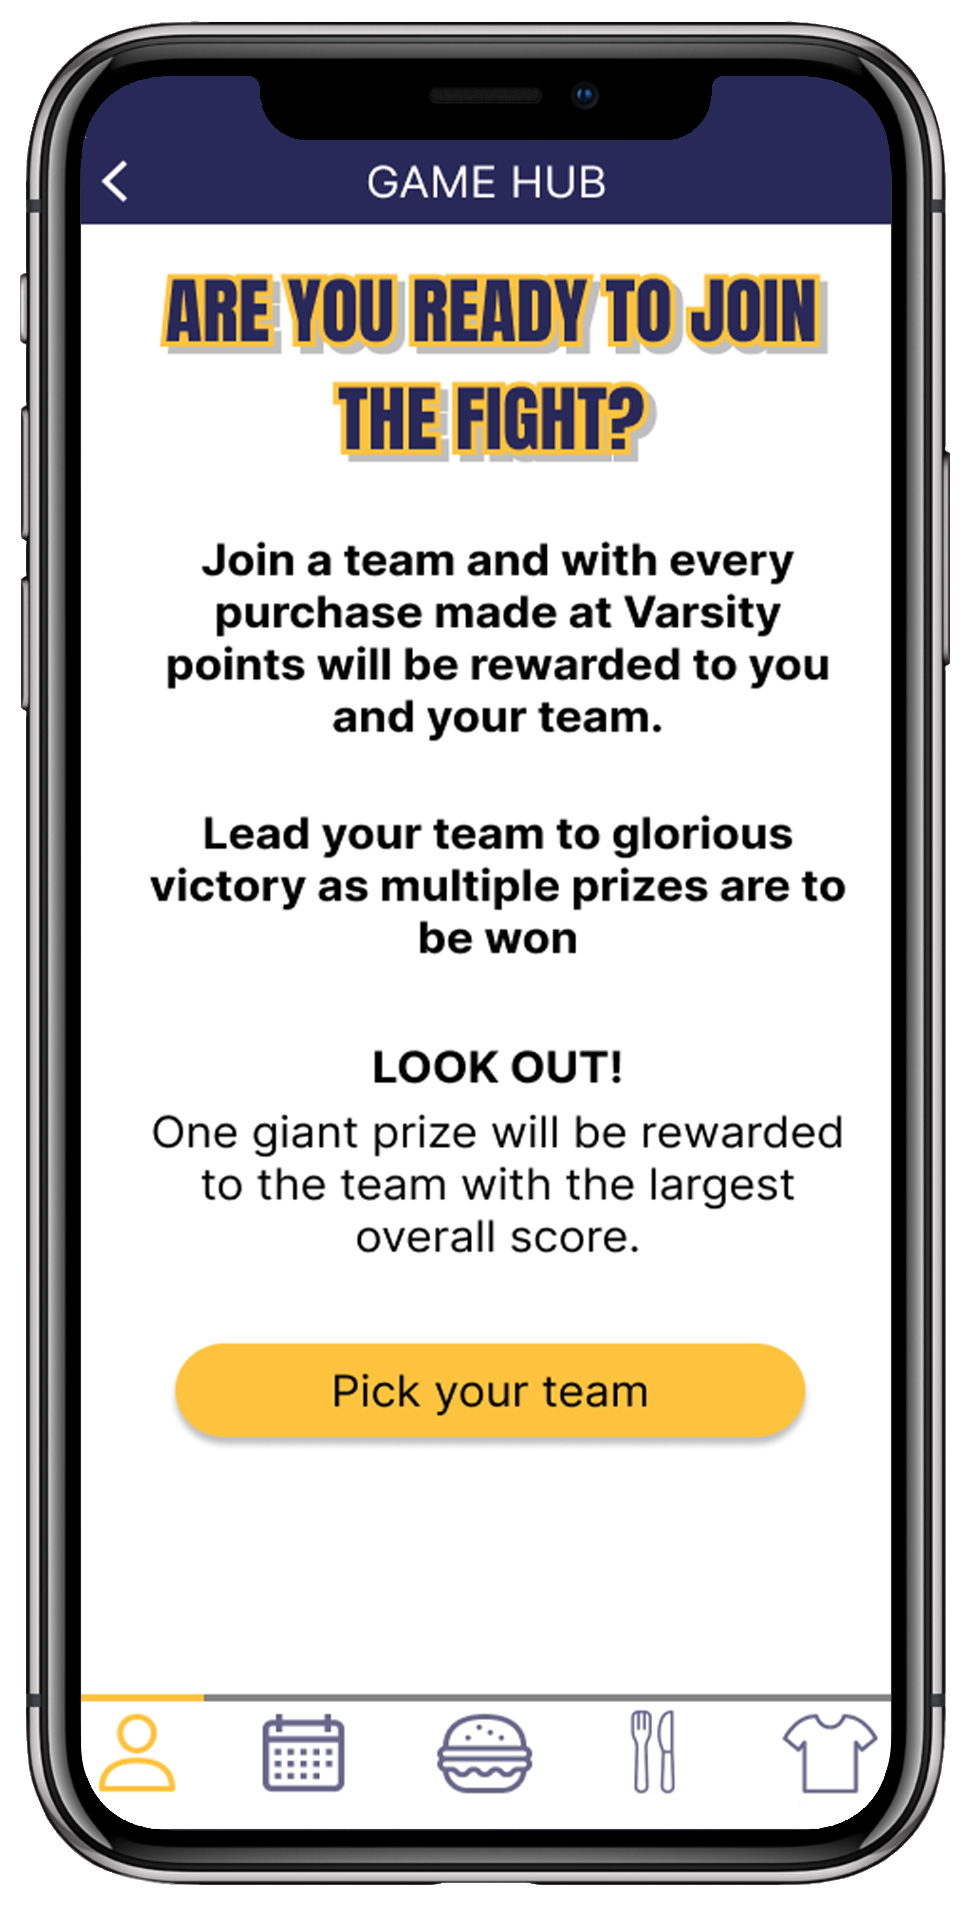 GAME HUB
ARE YOU READY TO JOIN
THE FIGHT?
Join a team and with every
purchase made at Varsity
points will be rewarded to you
and your team.
Lead your team to glorious
victory as multiple prizes are to
be won
LOOK OUT!
One giant prize will be rewarded
to the team with the largest
overall score.
Pick your team